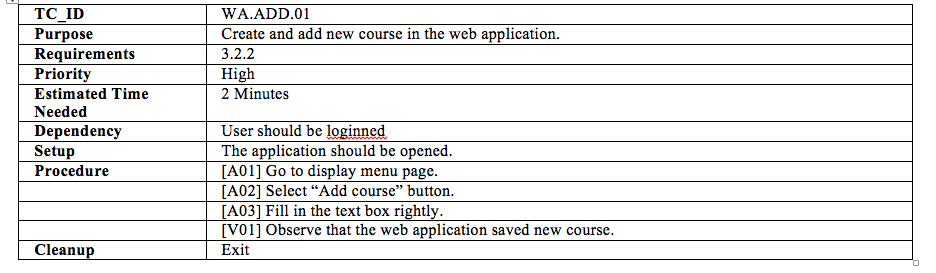 TC_ID WA.ADD.01
Purpose Create and add new course in the web application.
Requirements 3.2.2
Priority High
Estimated Time 2 Minutes
Needed
Dependency User should be loginned
Setup The application should be opened.
Procedure [A01] Go to display menu page.
[A02] Select “Add course” button.
[A03] Fill in the text box rightly.
[V01] Observe that the web application saved new course.
Cleanup Exit